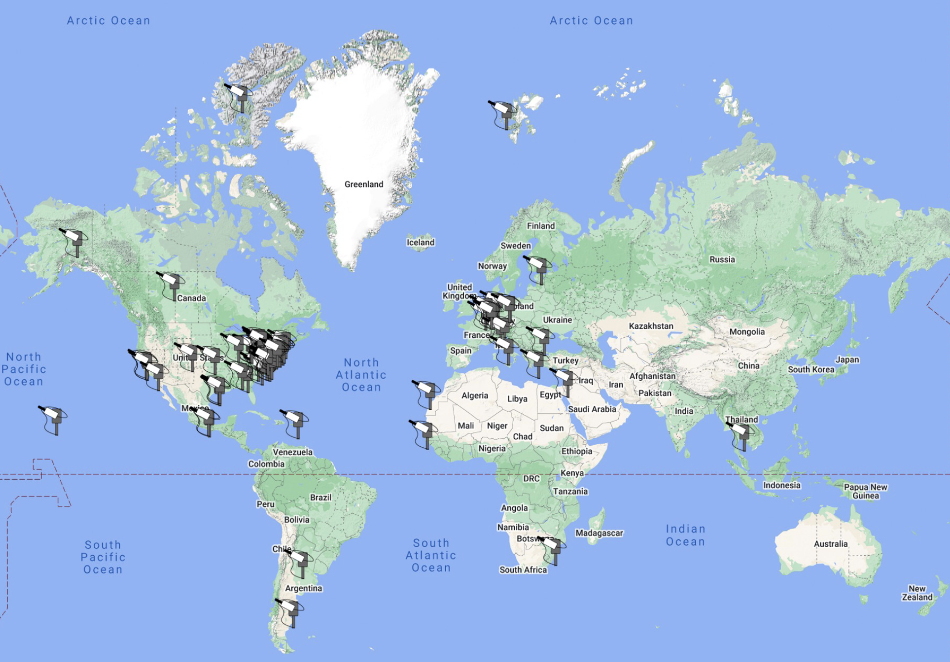 Arctic Ocean
Arctic Ocean
Greenland
Iceland
Finland
Sweden
Norway
Russia
United
Kingdom
Canada
Ukraine
Kazakhstan
Mongolia
France
Spain
Turkey
North
Pacific
Ocean
North
Atlantic
Ocean
China
Japan
South Korea
Afghanistan
Iraq
Iran
Pakistan
Algeria
Libya
Egypt
Saudi Arabia
India
Mexico
Mali
Niger
Chad
Sudan
Thailand
Nigeria
Ethiopia
Venezuela
Colombia
DRC
Kenya
Tanzania
Indonesia
Papua New
Guinea
Peru
Brazil
Angola
Bolivia
Namibia
Madagascar
Indian
Ocean
South
Pacific
Ocean
South
Atlantic
Ocean
Chile
Australia
South Africa
Argentina
New
Zealand